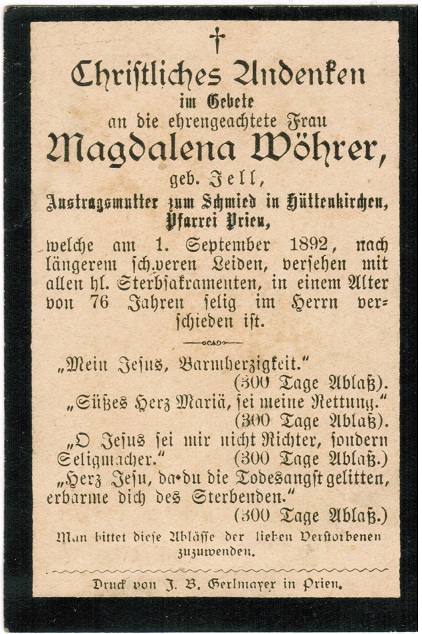 Christliches Andenken
im Gebete
an die ehrengeachtete Frau
Magdalena Wöhrer,
geb. Jell,
Austragsmutter zum Schmied in Hüttenkirchen,
Pfarrei Prien,
welche am 1. September 1892, nach
längerem schweren Leiden, versehen mit
allen hl. Sterbsakramenten, in einem Alter
von 76 Jahren selig im Herrn ver-
schieden ist.
„Mein Jesus, Barmherzigkeit.“
(300 Tage Ablaß).
„Süßes Herz Mariä, sei meine Rettung.“
(300 Tage Ablaß).
„O Jesus sei mir nicht Richter, sondern
Seligmacher.“ (300 Tage Ablaß.)
„Herz Jesu, da du die Todesangst gelitten,
erbarme dich des Sterbenden.“
(300 Tage Ablaß.)
Man bittet diese Ablässe der lieben Verstorbenen
zuzuwenden.
Druck von J. B. Gerlmayer in Prien.